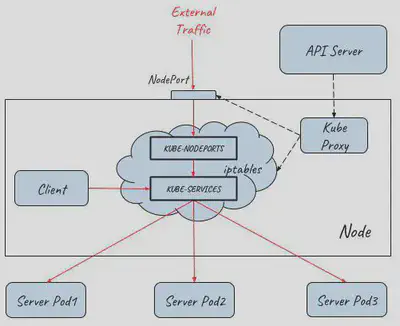 External
Traffic
API Server
NodePort
KUBE-NODEPORTS
Kube
Proxy
iptables
Client
KUBE-SERVICES
Node
Server Pod1
Server Pod2
Server Pod3